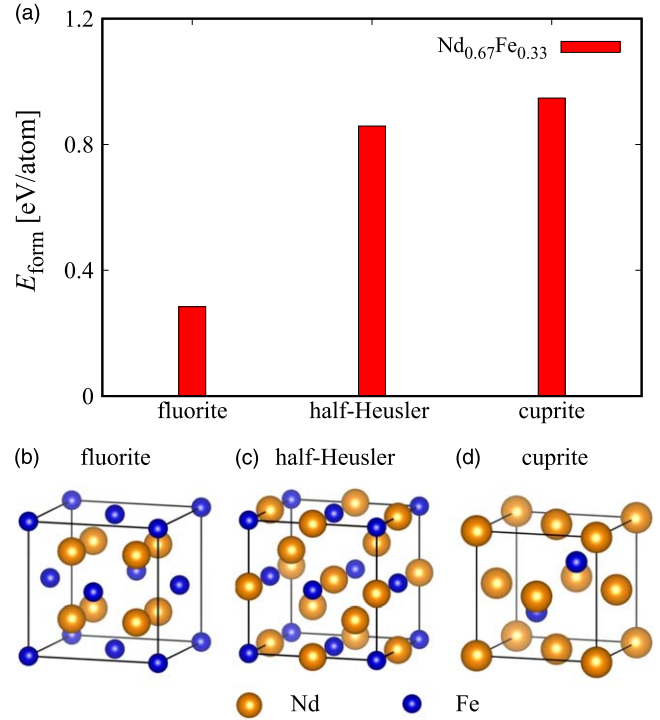 (a)
1.2
Nd0.67Fe0.33
0.8
Eform [eV/atom]
0.4
0
fluorite half-Heusler cuprite
(b) fluorite (c) half-Heusler (d) cuprite
Nd Fe